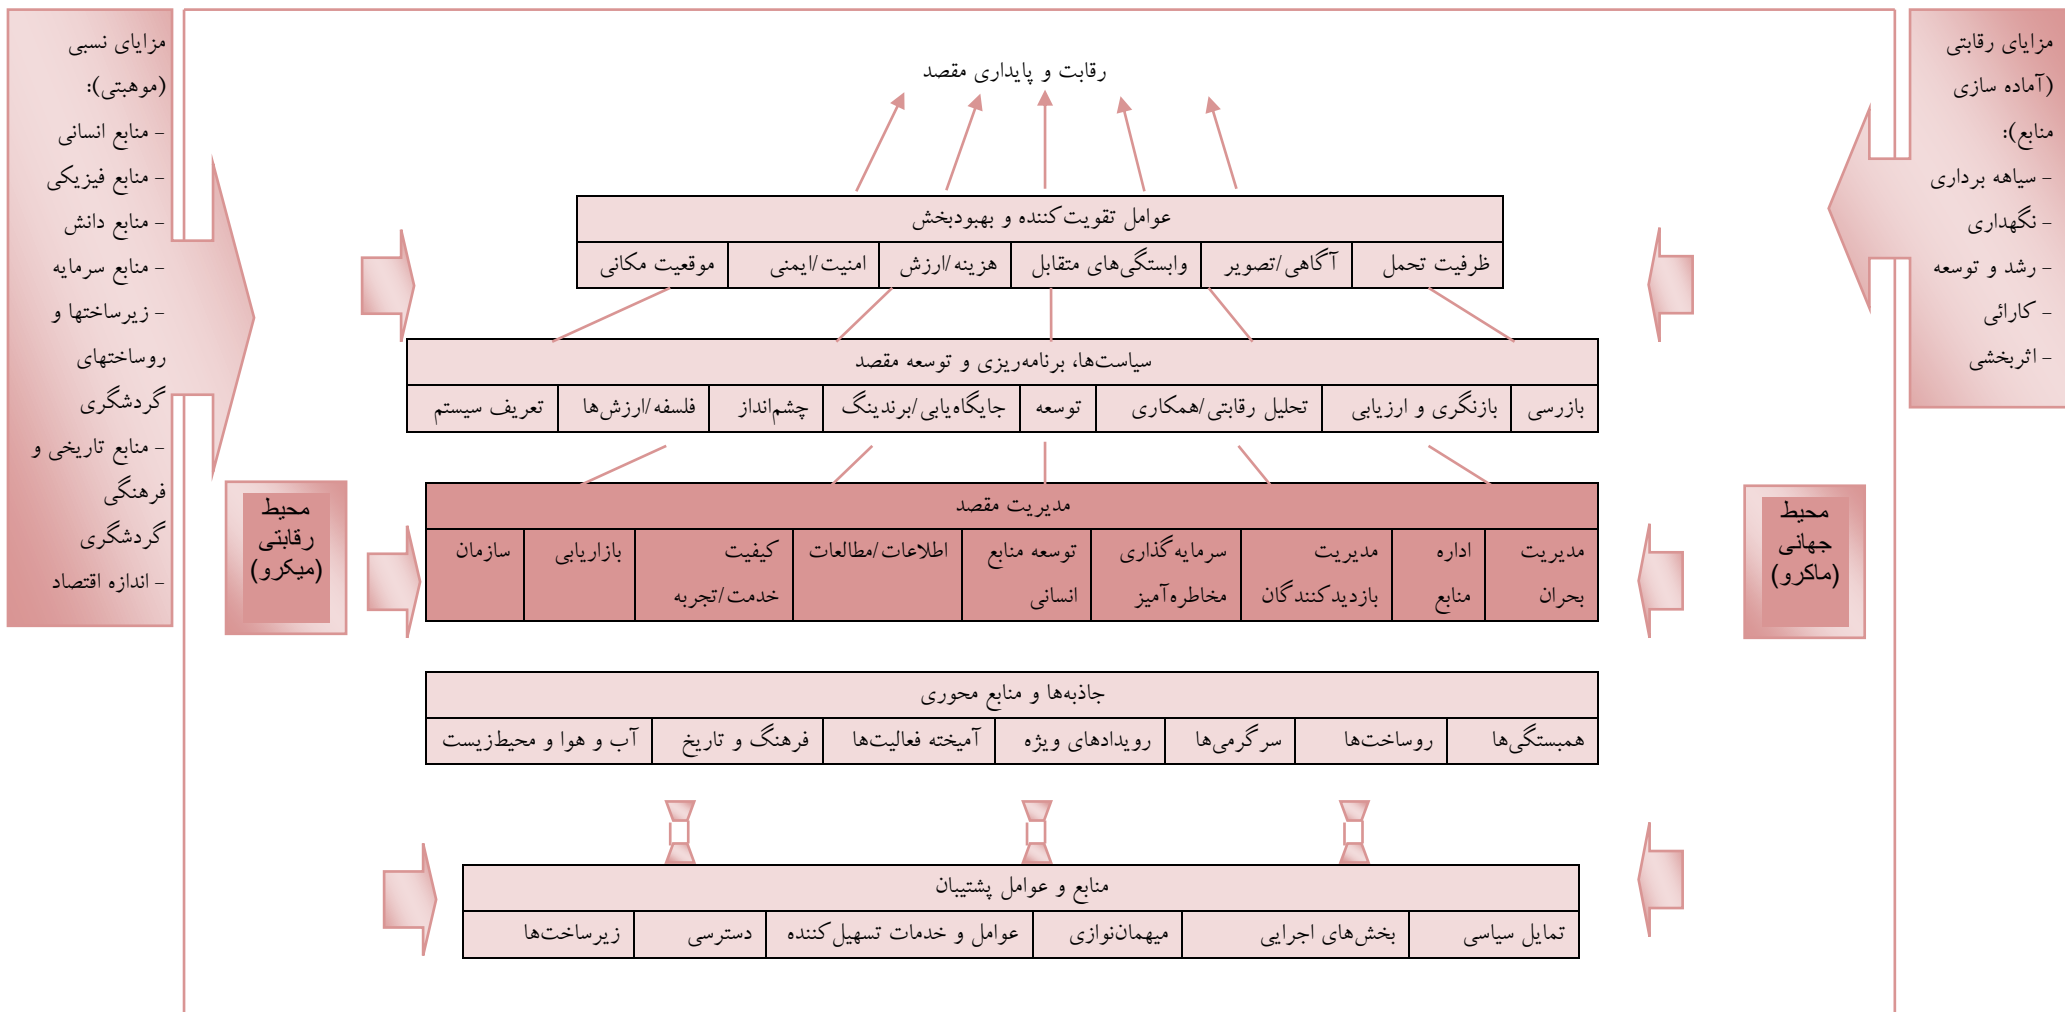 مزایای رقابتی
(آماده سازی
منابع):
- سیاهه برداری
- نگهداری
- رشد و توسعه
- کارائی
- اثربخشی
رقابت و پایداری مقصد
عوامل تقویت‌کننده و بهبودبخش
ظرفیت تحمل
آگاهی/تصویر
وابستگی‌های متقابل
هزینه/ارزش
امنیت/ایمنی
موقعیت مکانی
سیاست‌ها، برنامه‌ریزی و توسعه مقصد
بازرسی
بازنگری و ارزیابی
تحلیل رقابتی/همکاری
توسعه
جایگاه‌یابی/برندینگ
چشم‌انداز
فلسفه/ارزش‌ها
تعریف سیستم
محیط
جهانی
(ماکرو)
مدیریت مقصد
مدیریت
بحران
اداره
منابع
مدیریت
بازدیدکنندگان
سرمایه‌گذاری
مخاطره‌آمیز
توسعه منابع
انسانی
اطلاعات/مطالعات
کیفیت
خدمت/تجربه
بازاریابی
سازمان
محیط
رقابتی
(میکرو)
جاذبه‌ها و منابع محوری
همبستگی‌ها
روساخت‌ها
سرگرمی‌ها
رویدادهای ویژه
آمیخته فعالیت‌ها
فرهنگ و تاریخ
آب و هوا و محیط‌زیست
منابع و عوامل پشتیبان
تمایل سیاسی
بخش‌های اجرایی
میهمان‌نوازی
عوامل و خدمات تسهیل‌کننده
دسترسی
زیرساخت‌ها
مزایای نسبی
(موهبتی):
- منابع انسانی
- منابع فیزیکی
- منابع دانش
- منابع سرمایه
- زیرساختها و
روساختهای
گردشگری
- منابع تاریخی و
فرهنگی
گردشگری
- اندازه اقتصاد